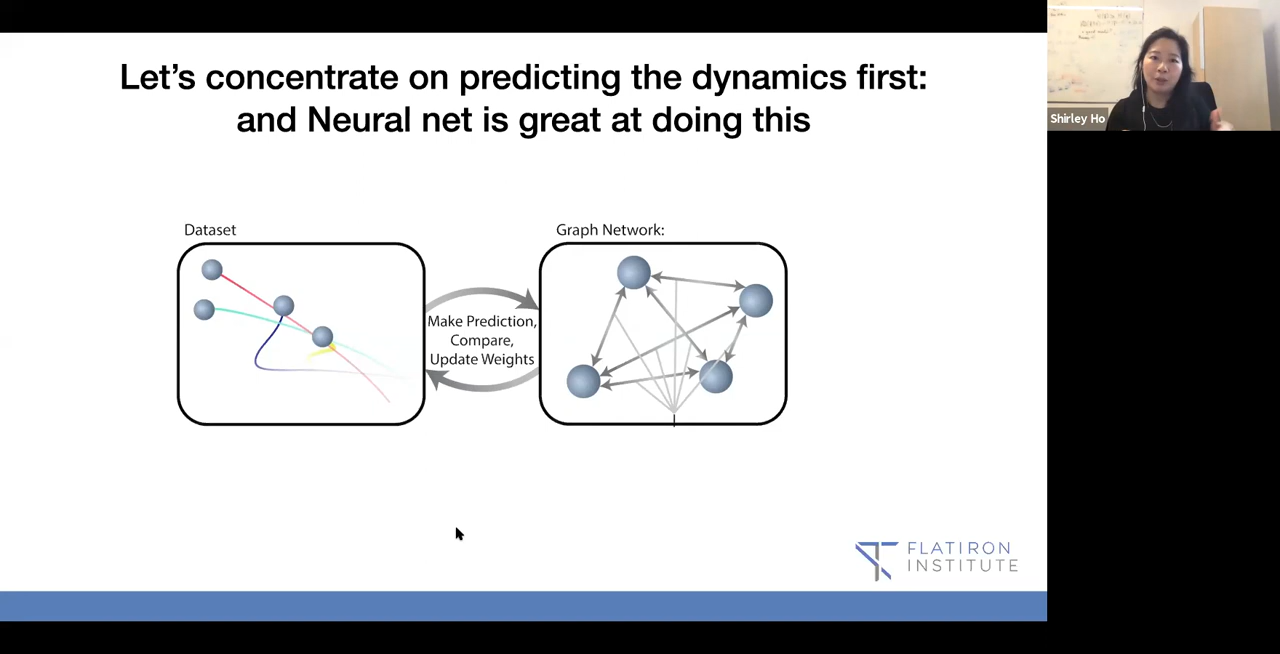 Let's concentrate on predicting the dynamics first:
and Neural net is great at doing this
Shirley Ho
Dataset
Graph Network:
Make Prediction,
Compare,
Update Weights
FLATIRON
INSTITUTE